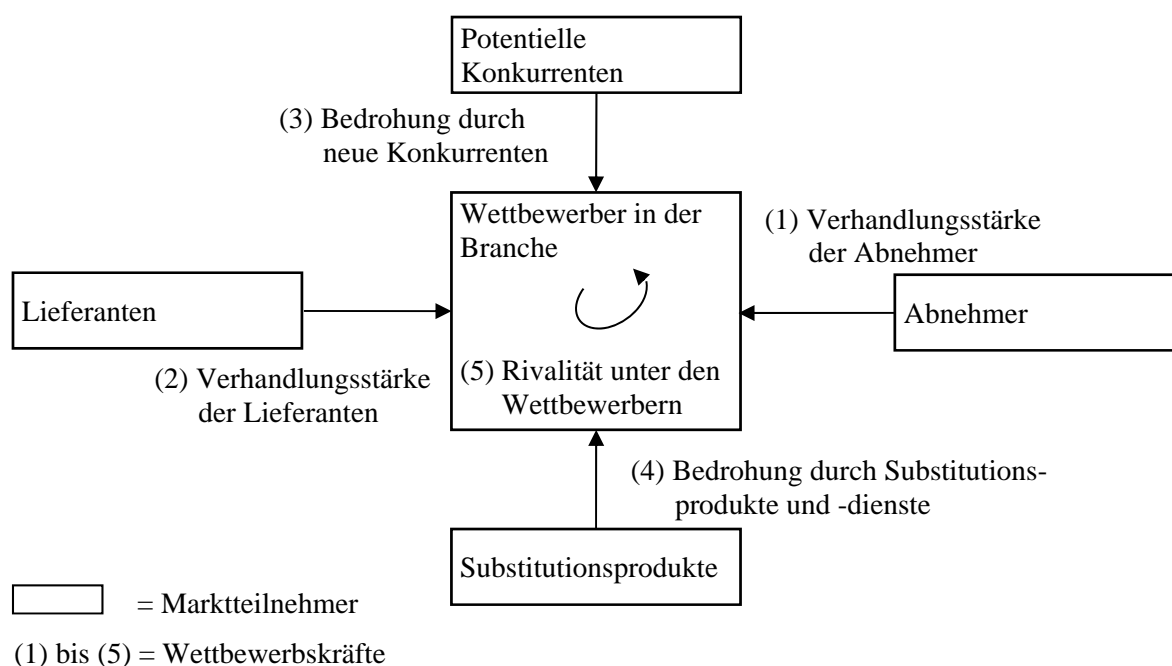 Potentielle
Konkurrenten
(3) Bedrohung durch
neue Konkurrenten
Wettbewerber in der
Branche
(1) Verhandlungsstärke
der Abnehmer
Lieferanten
Abnehmer
(2) Verhandlungsstärke
der Lieferanten
(5) Rivalität unter den
Wettbewerbern
(4) Bedrohung durch Substitutions-
produkte und -dienste
Substitutionsprodukte
= Marktteilnehmer
(1) bis (5) = Wettbewerbskräfte